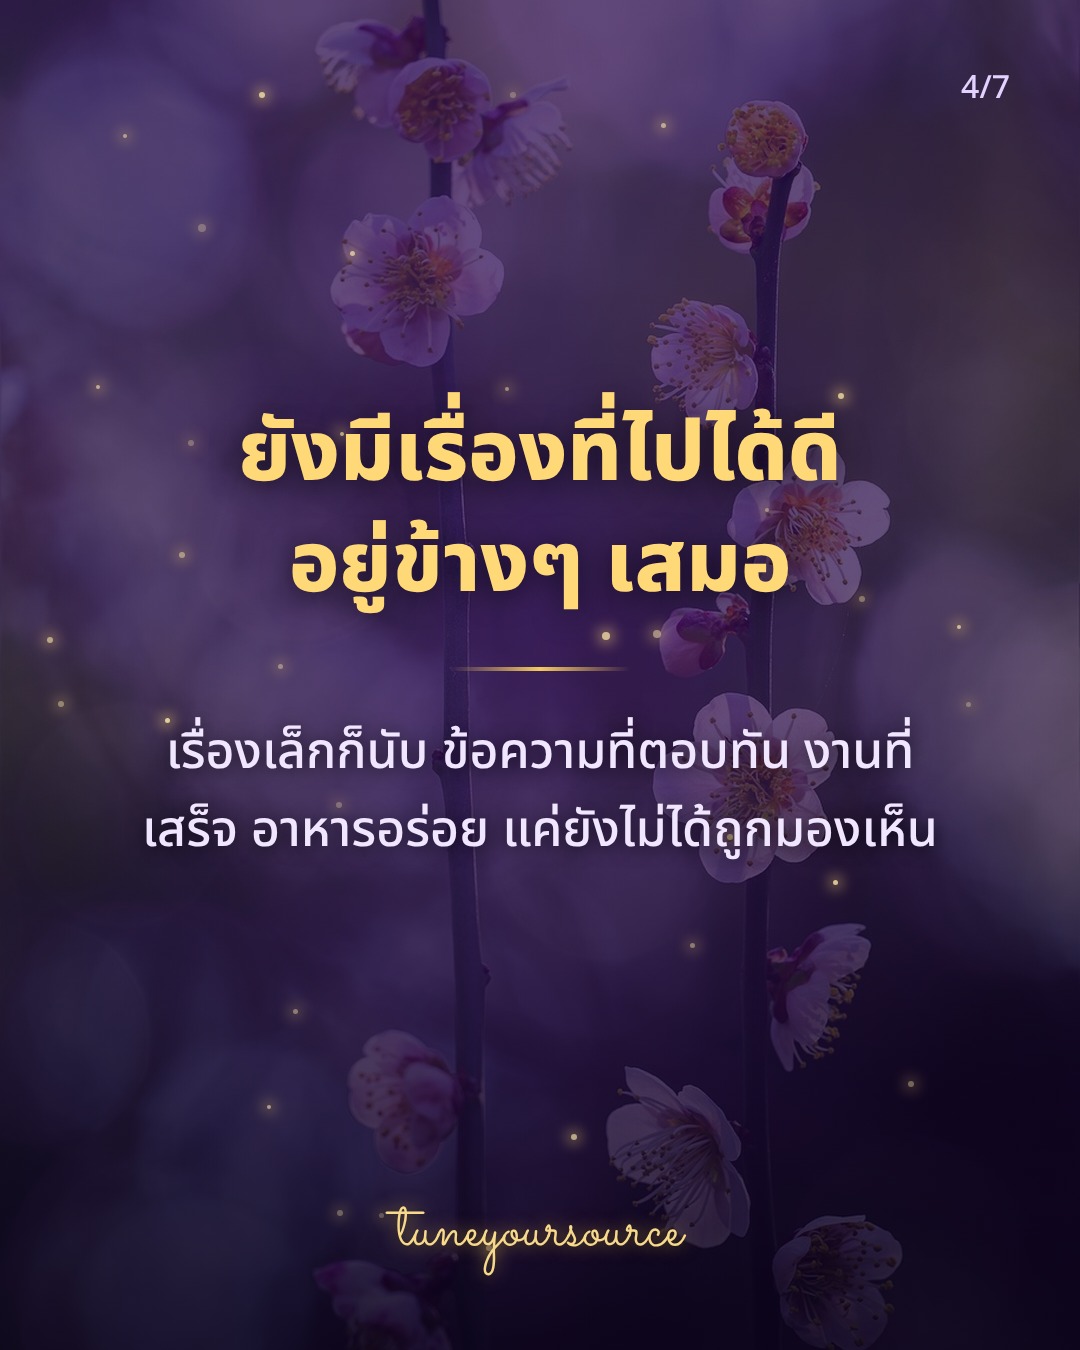 4/7
ยังมีเรื่องที่ไปได้ดี
อยู่ข้างๆ เสมอ
เรื่องเล็กก็นับ ข้อความที่ตอบทัน งานที่
เสร็จ อาหารอร่อย แค่ยังไม่ได้ถูกมองเห็น
tuneyoursource